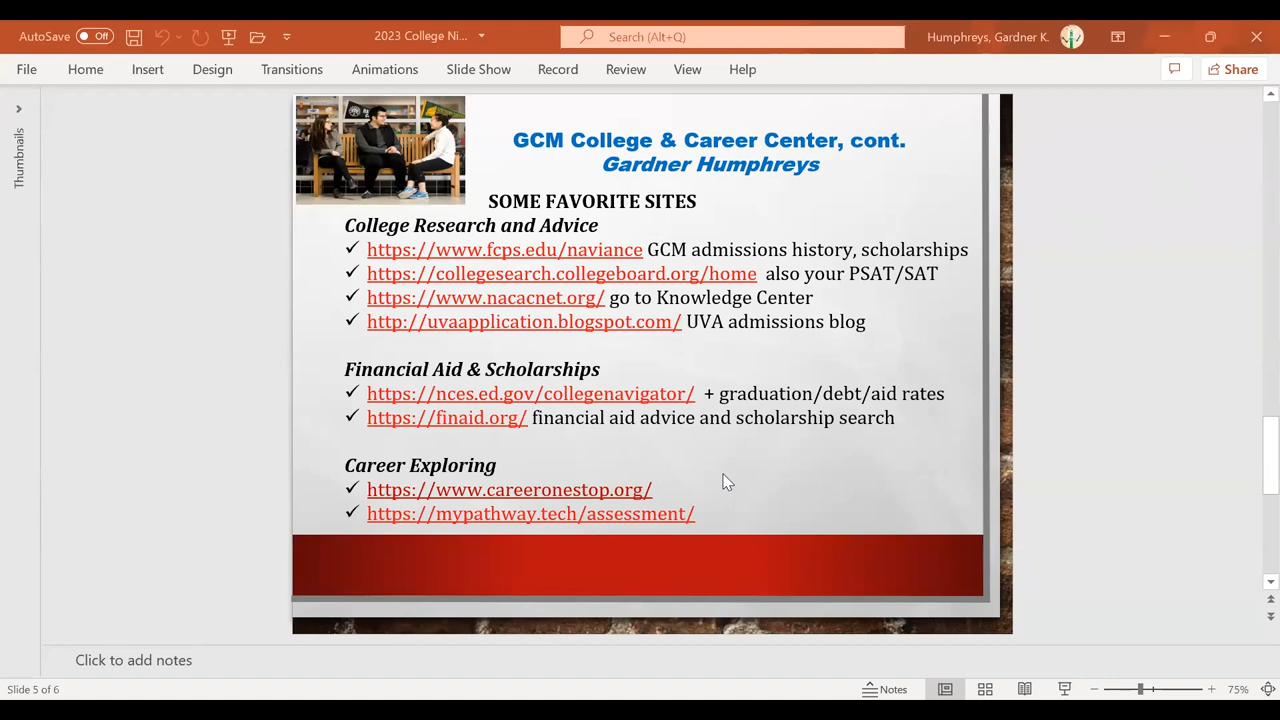 AutoSave Off 2023 College Ni... Search (Alt+Q) Humphreys, Gardner K.
File Home Insert Design Transitions Animations Slide Show Record Review View Help Share
Thumbnails
GCM College & Career Center, cont.
Gardner Humphreys
SOME FAVORITE SITES
College Research and Advice
✓ https://www.fcps.edu/naviance GCM admissions history, scholarships
✓ https://collegesearch.collegeboard.org/home also your PSAT/SAT
✓ https://www.nacacnet.org/ go to Knowledge Center
✓ http://uvaapplication.blogspot.com/ UVA admissions blog
Financial Aid & Scholarships
✓ https://nces.ed.gov/collegenavigator/ + graduation/debt/aid rates
✓ https://finaid.org/ financial aid advice and scholarship search
Career Exploring
✓ https://www.careeronestop.org/
✓ https://mypathway.tech/assessment/
Click to add notes
Slide 5 of 6 Notes 75%